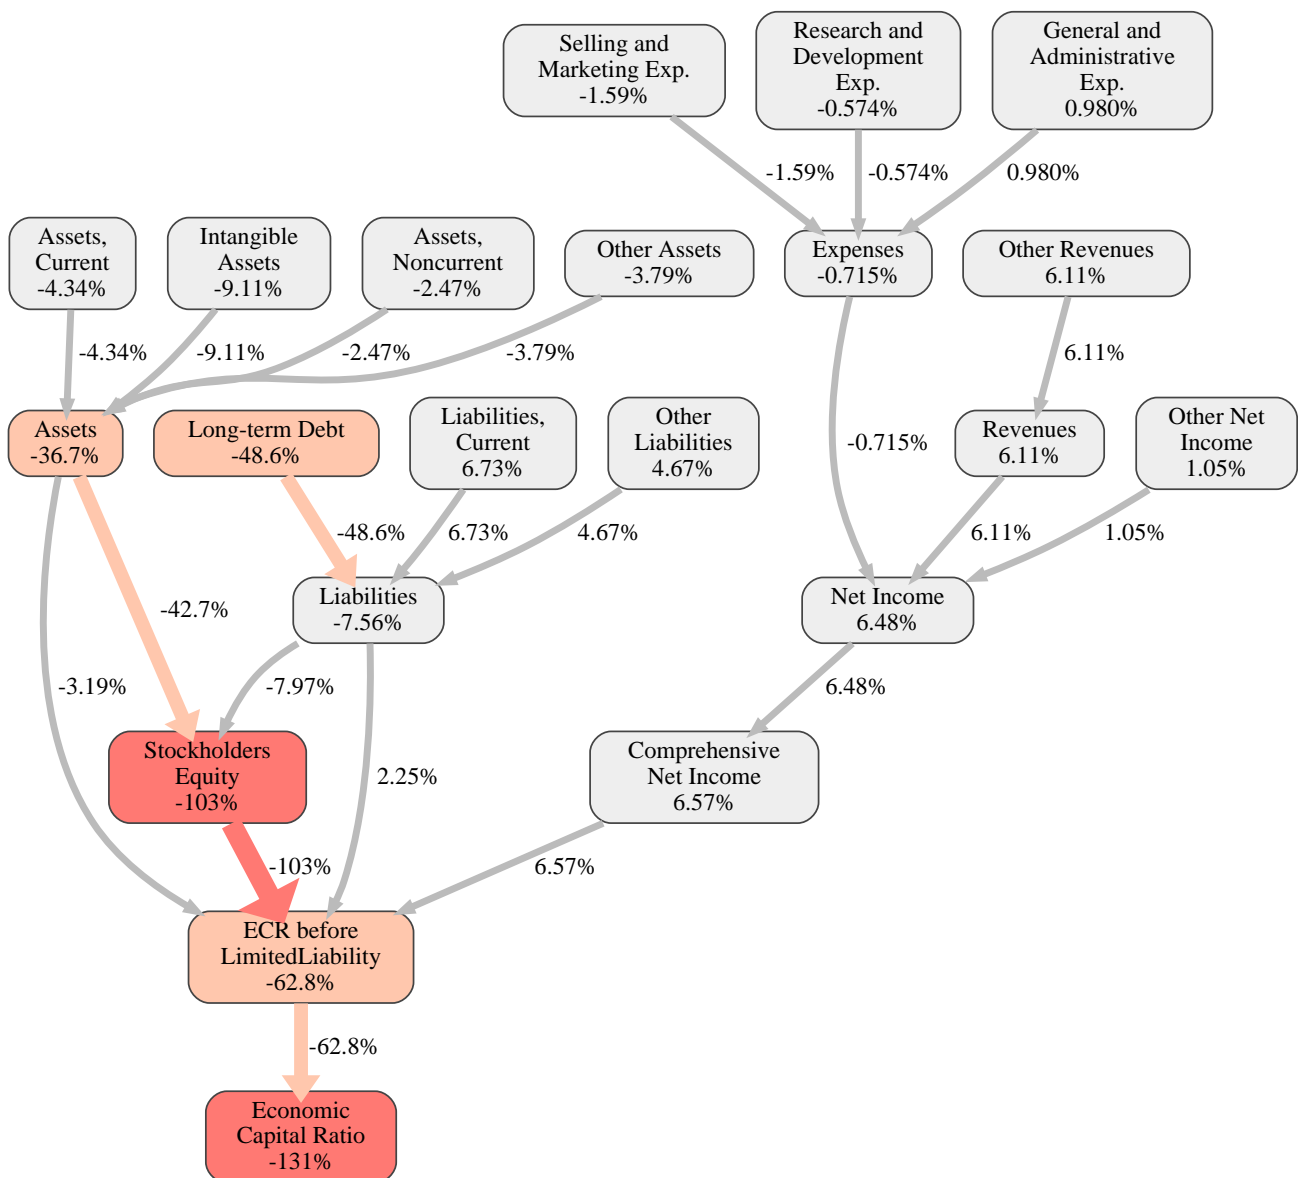 Selling and
Marketing Exp.
-1.59%
Research and
Development
Exp.
-0.574%
General and
Administrative
Exp.
0.980%
-1.59%
-0.574%
0.980%
Assets,
Current
-4.34%
Intangible
Assets
-9.11%
Assets,
Noncurrent
-2.47%
Other Assets
-3.79%
Expenses
-0.715%
Other Revenues
6.11%
-4.34%
-9.11%
-2.47%
-3.79%
6.11%
Assets
-36.7%
Long-term Debt
-48.6%
Liabilities,
Current
6.73%
Other
Liabilities
4.67%
-0.715%
Revenues
6.11%
Other Net
Income
1.05%
-48.6%
6.73%
4.67%
6.11%
1.05%
-42.7%
Liabilities
-7.56%
Net Income
6.48%
-3.19%
-7.97%
6.48%
Stockholders
Equity
-103%
2.25%
Comprehensive
Net Income
6.57%
-103%
6.57%
ECR before
LimitedLiability
-62.8%
-62.8%
Economic
Capital Ratio
-131%